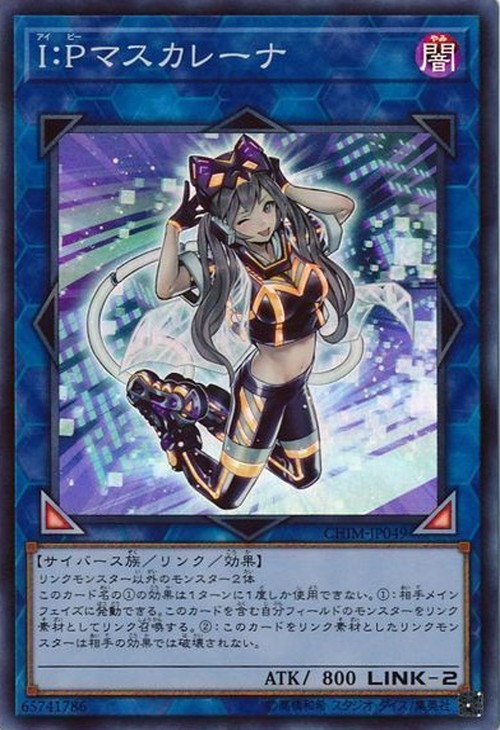 アイ ピー
I:Pマスカレーナ
やみ
闇
CHIM-JP049
【サイバース族／リンク／効果】
リンクモンスター以外のモンスター2体
このカード名の①の効果は1ターンに1度しか使用できない。①：相手メイン
フェイズに発動できる。このカードを含む自分フィールドのモンスターをリンク
素材としてリンク召喚する。②：このカードをリンク素材としたリンクモン
スターは相手の効果では破壊されない。
ATK/ 800 LINK-2
65741786 ©高橋和希 スタジオ・ダイス/集英社